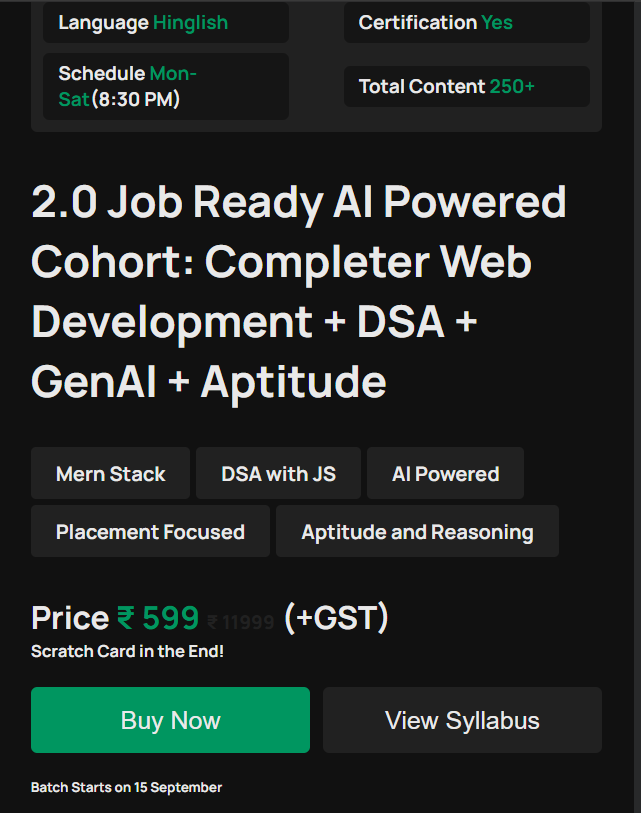 Language Hinglish
Certification Yes
Schedule Mon-
Sat(8:30 PM)
Total Content 250+
2.0 Job Ready AI Powered
Cohort: Completer Web
Development + DSA +
GenAI + Aptitude
Mern Stack
DSA with JS
AI Powered
Placement Focused
Aptitude and Reasoning
Price ₹ 599 ₹ 11999 (+GST)
Scratch Card in the End!
Buy Now
View Syllabus
Batch Starts on 15 September